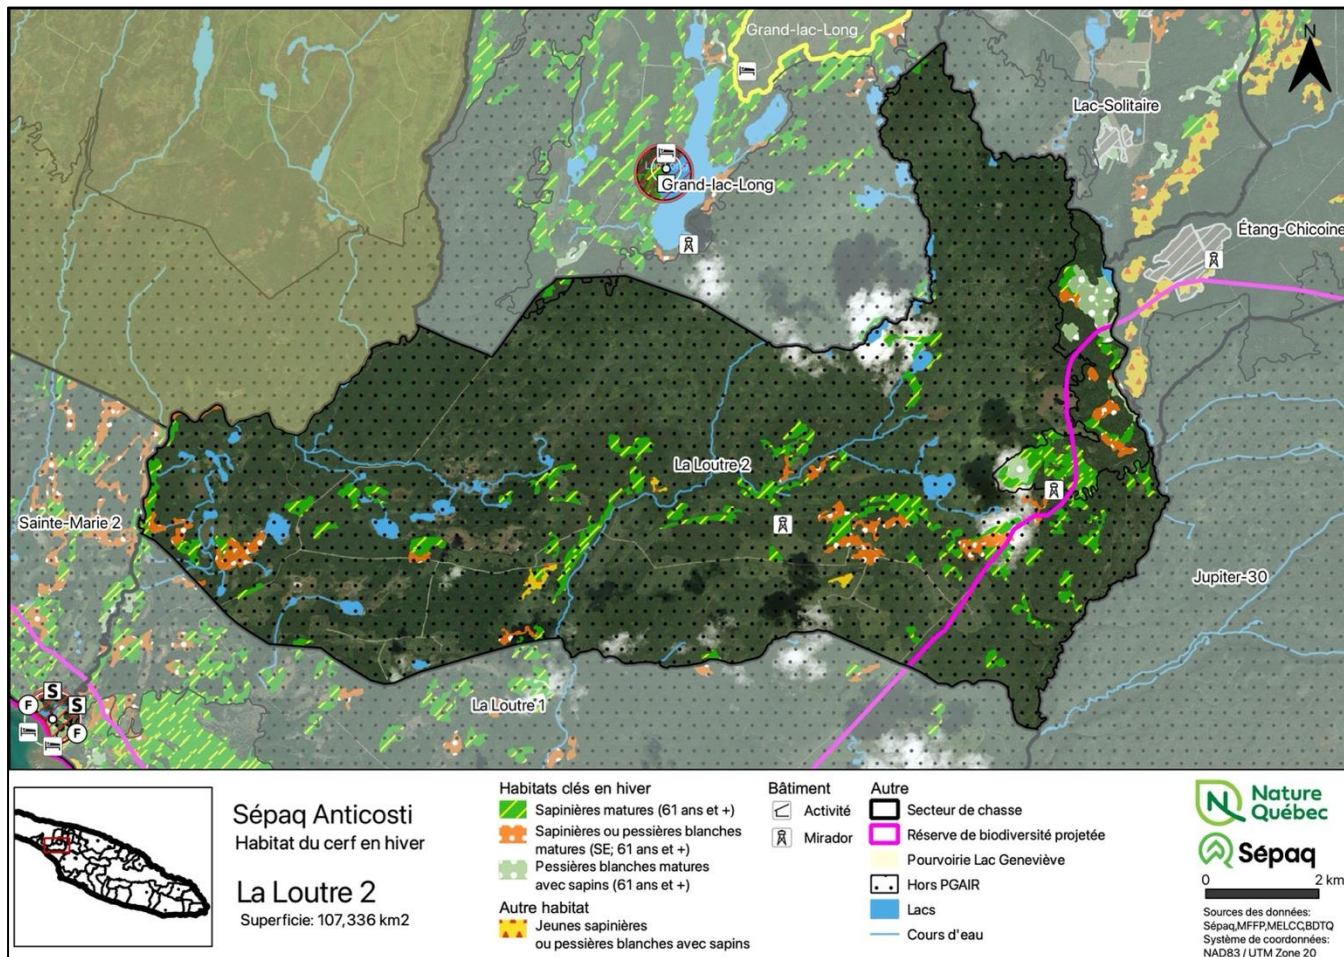 Grand-lac-Long
N
Lac-Solitaire
Grand-lac-Long
Étang-Chicoine
La Loutre 2
Sainte-Marie 2
Jupiter-30
La Loutre 1
S
S
F
F
Sépaq Anticosti
Habitat du cerf en hiver
La Loutre 2
Superficie: 107,336 km2
Habitats clés en hiver
Sapinières matures (61 ans et +)
Sapinières ou pessières blanches
matures (SE; 61 ans et +)
Pessières blanches matures
avec sapins (61 ans et +)
Autre habitat
Jeunes sapinières
ou pessières blanches avec sapins
Bâtiment
Activité
Mirador
Autre
Secteur de chasse
Réserve de biodiversité projetée
Pourvoirie Lac Geneviève
Hors PGAIR
Lacs
Cours d'eau
N Nature
Québec
Sépaq
0 2 km
Sources des données:
Sépaq,MFFP,MELCC,BDTQ
Système de coordonnées:
NAD83 / UTM Zone 20